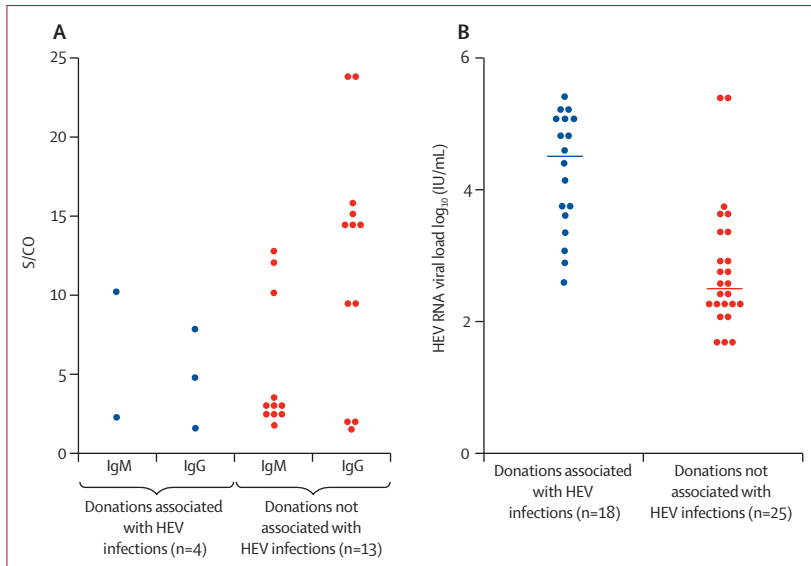 A
25
20
15
10
5
0
S/CO
IgM
IgG
IgM
IgG
Donations associated
with HEV
infections (n=4)
Donations not
associated with
HEV infections (n=13)
B
6
4
2
0
HEV RNA viral load log₁₀ (IU/mL)
Donations associated
with HEV
infections (n=18)
Donations not
associated with
HEV infections (n=25)